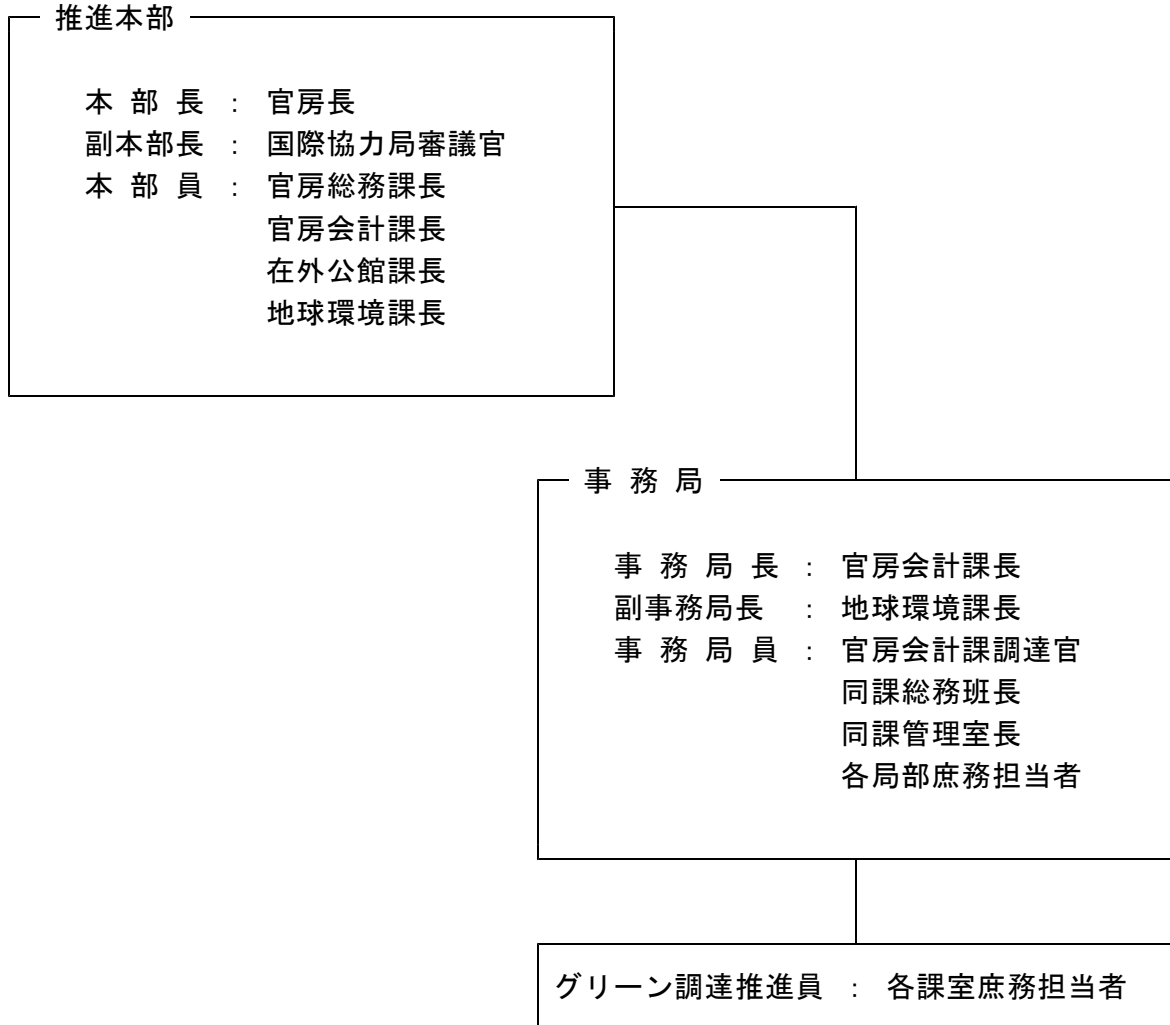 推進本部
本 部 長 : 官房長
副本部長 : 国際協力局審議官
本 部 員 : 官房総務課長
官房会計課長
在外公館課長
地球環境課長
事 務 局
事 務 局 長 : 官房会計課長
副事務局長 : 地球環境課長
事 務 局 員 : 官房会計課調達官
同課総務班長
同課管理室長
各局部庶務担当者
グリーン調達推進員 : 各課室庶務担当者